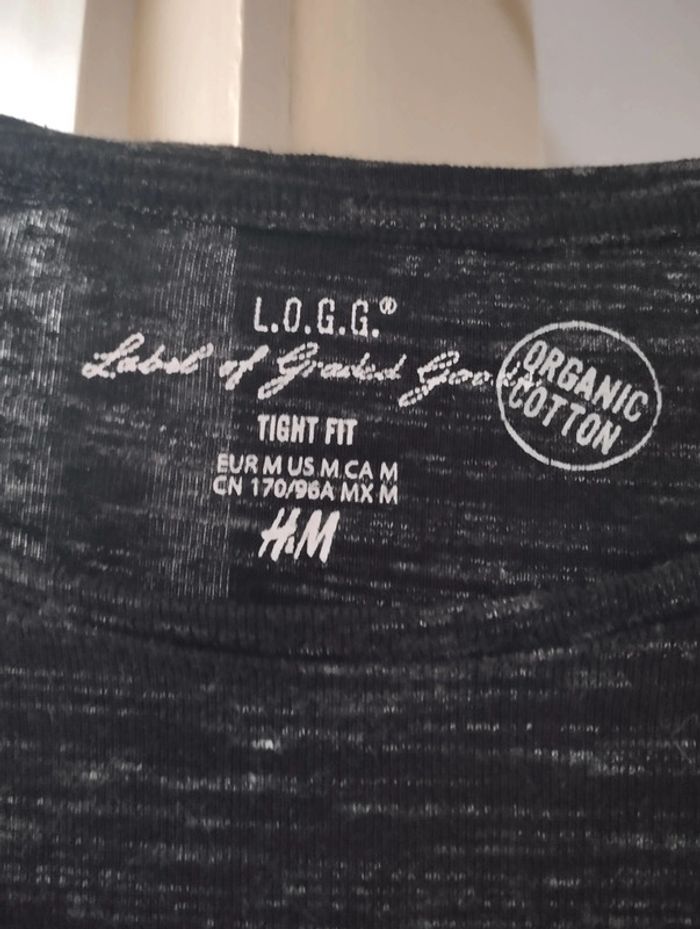 L.O.G.G.®
Label of Graded Goods
ORGANIC
COTTON
TIGHT FIT
EUR M US M CA M
CN 170/96A MX M
H&M